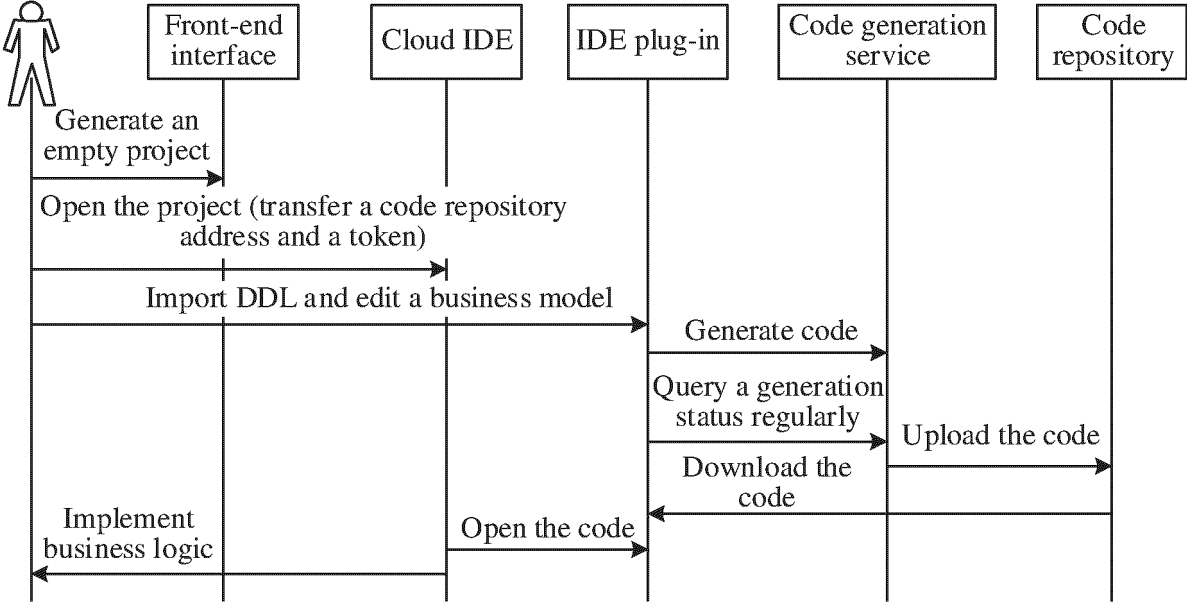 Front-end
interface
Cloud IDE
IDE plug-in
Code generation
service
Code
repository
Generate an
empty project
Open the project (transfer a code repository
address and a token)
Import DDL and edit a business model
Generate code
Query a generation
status regularly
Upload the code
Download the
code
Implement
business logic
Open the code